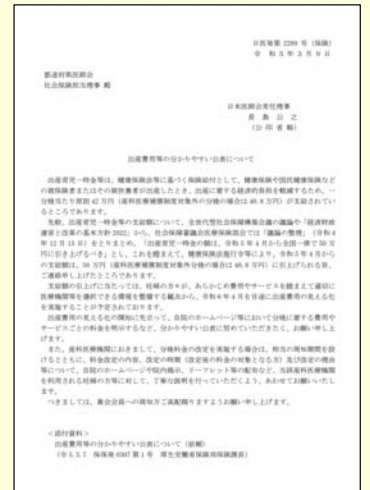 日医発第 2289 号（保険）
令 和 5 年 3 月 9 日
都道府県医師会
社会保険担当理事 殿
日本医師会常任理事
長 島 公 之
（公 印 省 略）
出産費用等の分かりやすい公表について
出産育児一時金等は、健康保険法等に基づく保険給付として、健康保険や国民健康保険など
の被保険者またはその被扶養者が出産したとき、出産に要する経済的負担を軽減するため、一
分娩当たり原則 42 万円（産科医療補償制度対象外分娩の場合は 40.8 万円）が支給されてい
るところであります。
先般、出産育児一時金等の支給額について、全世代型社会保障構築会議の議論や「経済財政
運営と改革の基本方針 2022」から、社会保障審議会医療保険部会では「議論の整理」（令和4
年 12 月 15 日）をとりまとめ、「出産育児一時金の額は、令和5年4月から全国一律で 50 万
円に引き上げるべき」とし、これを踏まえて、健康保険法施行令等により、令和5年4月から
の支給額は、50 万円（産科医療補償制度対象外分娩の場合は 48.8 万円）に引上げられる旨、
ご連絡申し上げたところであります。
支給額の引上げに当たっては、妊婦の方々が、あらかじめ費用やサービスを踏まえて適切に
医療機関等を選択できる環境を整備する観点から、令和6年4月を目途に出産費用の見える化
を実施することが予定されております。
出産費用の見える化の開始に先立って、自院のホームページ等において分娩に要する費用や
サービスごとの料金を明示するなど、分かりやすい公表に努めていただきたく、お願い申し上
げます。
また、産科医療機関におきまして、分娩料金の改定を実施する場合は、相当の周知期間を設
けるとともに、料金改定の内容、改定の時期（改定後の料金の対象となる方）及び改定の理由
等について、自院のホームページや院内掲示、リーフレット等の配布など、当該産科医療機関
を利用される妊婦の方等に対して、丁寧な説明を行っていただくよう、あわせてお願いいたし
ます。
つきましては、貴会会員への周知方ご高配賜りますようお願い申し上げます。
＜添付資料＞
出産費用等の分かりやすい公表について（依頼）
（令 5.3.7 保保発 0307 第 1 号 厚生労働省保険局保険課長）